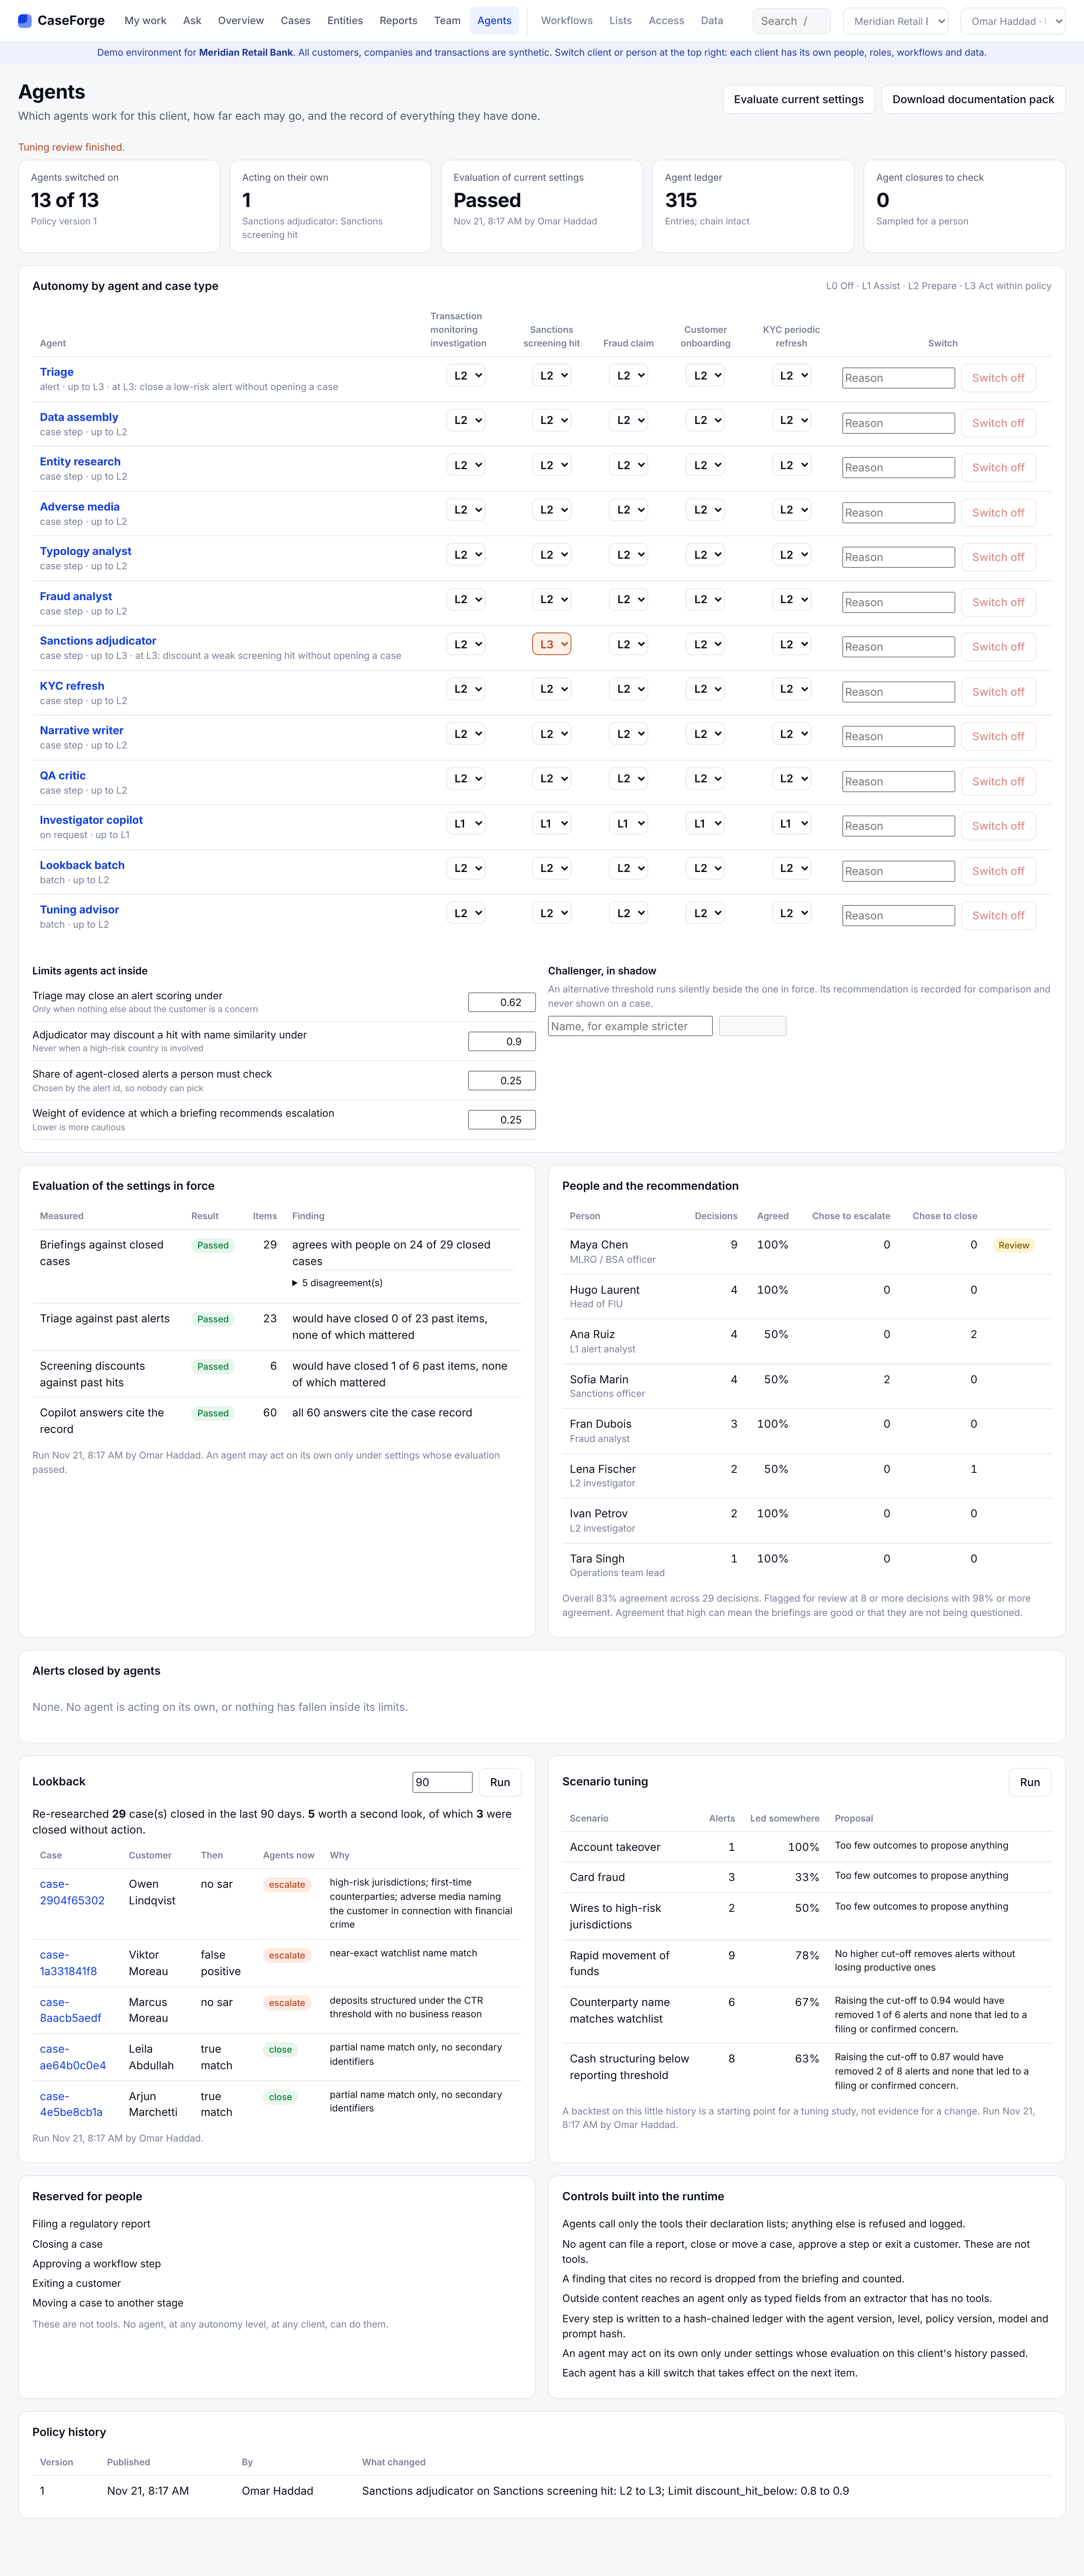 CaseForge My work Ask Overview Cases Entities Reports Team Agents Workflows Lists Access Data Search / Meridian Retail Omar Haddad ·
Demo environment for Meridian Retail Bank. All customers, companies and transactions are synthetic. Switch client or person at the top right: each client has its own people, roles, workflows and data.
Agents
Which agents work for this client, how far each may go, and the record of everything they have done.
Evaluate current settings Download documentation pack
Tuning review finished.
Agents switched on
13 of 13
Policy version 1
Acting on their own
1
Sanctions adjudicator: Sanctions
screening hit
Evaluation of current settings
Passed
Nov 21, 8:17 AM by Omar Haddad
Agent ledger
315
Entries; chain intact
Agent closures to check
0
Sampled for a person
Autonomy by agent and case type
L0 Off · L1 Assist · L2 Prepare · L3 Act within policy
Agent
Transaction
monitoring
investigation
Sanctions
screening hit
Fraud claim
Customer
onboarding
KYC periodic
refresh
Switch
Triage
alert · up to L3 · at L3: close a low-risk alert without opening a case
L2 L2 L2 L2 L2 Reason Switch off
Data assembly
case step · up to L2
L2 L2 L2 L2 L2 Reason Switch off
Entity research
case step · up to L2
L2 L2 L2 L2 L2 Reason Switch off
Adverse media
case step · up to L2
L2 L2 L2 L2 L2 Reason Switch off
Typology analyst
case step · up to L2
L2 L2 L2 L2 L2 Reason Switch off
Fraud analyst
case step · up to L2
L2 L2 L2 L2 L2 Reason Switch off
Sanctions adjudicator
case step · up to L3 · at L3: discount a weak screening hit without opening a case
L2 L3 L2 L2 L2 Reason Switch off
KYC refresh
case step · up to L2
L2 L2 L2 L2 L2 Reason Switch off
Narrative writer
case step · up to L2
L2 L2 L2 L2 L2 Reason Switch off
QA critic
case step · up to L2
L2 L2 L2 L2 L2 Reason Switch off
Investigator copilot
on request · up to L1
L1 L1 L1 L1 L1 Reason Switch off
Lookback batch
batch · up to L2
L2 L2 L2 L2 L2 Reason Switch off
Tuning advisor
batch · up to L2
L2 L2 L2 L2 L2 Reason Switch off
Limits agents act inside
Triage may close an alert scoring under 0.62
Only when nothing else about the customer is a concern
Adjudicator may discount a hit with name similarity under 0.9
Never when a high-risk country is involved
Share of agent-closed alerts a person must check 0.25
Chosen by the alert id, so nobody can pick
Weight of evidence at which a briefing recommends escalation 0.25
Lower is more cautious
Challenger, in shadow
An alternative threshold runs silently beside the one in force. Its recommendation is recorded for comparison and
never shown on a case.
Name, for example stricter
Evaluation of the settings in force
Measured Result Items Finding
Briefings against closed
cases
Passed 29
agrees with people on 24 of 29 closed
cases
▶ 5 disagreement(s)
Triage against past alerts Passed 23
would have closed 0 of 23 past items,
none of which mattered
Screening discounts
against past hits
Passed 6
would have closed 1 of 6 past items, none
of which mattered
Copilot answers cite the
record
Passed 60 all 60 answers cite the case record
Run Nov 21, 8:17 AM by Omar Haddad. An agent may act on its own only under settings whose evaluation
passed.
People and the recommendation
Person Decisions Agreed Chose to escalate Chose to close
Maya Chen 9 100% 0 0 Review
MLRO / BSA officer
Hugo Laurent 4 100% 0 0
Head of FIU
Ana Ruiz 4 50% 0 2
L1 alert analyst
Sofia Marin 4 50% 2 0
Sanctions officer
Fran Dubois 3 100% 0 0
Fraud analyst
Lena Fischer 2 50% 0 1
L2 investigator
Ivan Petrov 2 100% 0 0
L2 investigator
Tara Singh 1 100% 0 0
Operations team lead
Overall 83% agreement across 29 decisions. Flagged for review at 8 or more decisions with 98% or more
agreement. Agreement that high can mean the briefings are good or that they are not being questioned.
Alerts closed by agents
None. No agent is acting on its own, or nothing has fallen inside its limits.
Lookback 90 Run
Re-researched 29 case(s) closed in the last 90 days. 5 worth a second look, of which 3 were
closed without action.
Case Customer Then Agents now Why
case-
2904f65302
Owen
Lindqvist
no sar escalate
high-risk jurisdictions; first-time
counterparties; adverse media naming
the customer in connection with financial
crime
case-
1a331841f8
Viktor
Moreau
false
positive
escalate near-exact watchlist name match
case-
8aacb5aedf
Marcus
Moreau
no sar escalate
deposits structured under the CTR
threshold with no business reason
case-
ae64b0c0e4
Leila
Abdullah
true
match
close
partial name match only, no secondary
identifiers
case-
4e5be8cb1a
Arjun
Marchetti
true
match
close
partial name match only, no secondary
identifiers
Run Nov 21, 8:17 AM by Omar Haddad.
Scenario tuning Run
Scenario Alerts Led somewhere Proposal
Account takeover 1 100% Too few outcomes to propose anything
Card fraud 3 33% Too few outcomes to propose anything
Wires to high-risk
jurisdictions
2 50% Too few outcomes to propose anything
Rapid movement of
funds
9 78%
No higher cut-off removes alerts without
losing productive ones
Counterparty name
matches watchlist
6 67%
Raising the cut-off to 0.94 would have
removed 1 of 6 alerts and none that led to a
filing or confirmed concern.
Cash structuring below
reporting threshold
8 63%
Raising the cut-off to 0.87 would have
removed 2 of 8 alerts and none that led to a
filing or confirmed concern.
A backtest on this little history is a starting point for a tuning study, not evidence for a change. Run Nov 21,
8:17 AM by Omar Haddad.
Reserved for people
Filing a regulatory report
Closing a case
Approving a workflow step
Exiting a customer
Moving a case to another stage
These are not tools. No agent, at any autonomy level, at any client, can do them.
Controls built into the runtime
Agents call only the tools their declaration lists; anything else is refused and logged.
No agent can file a report, close or move a case, approve a step or exit a customer. These are not
tools.
A finding that cites no record is dropped from the briefing and counted.
Outside content reaches an agent only as typed fields from an extractor that has no tools.
Every step is written to a hash-chained ledger with the agent version, level, policy version, model and
prompt hash.
An agent may act on its own only under settings whose evaluation on this client's history passed.
Each agent has a kill switch that takes effect on the next item.
Policy history
Version Published By What changed
1 Nov 21, 8:17 AM Omar Haddad Sanctions adjudicator on Sanctions screening hit: L2 to L3; Limit discount_hit_below: 0.8 to 0.9